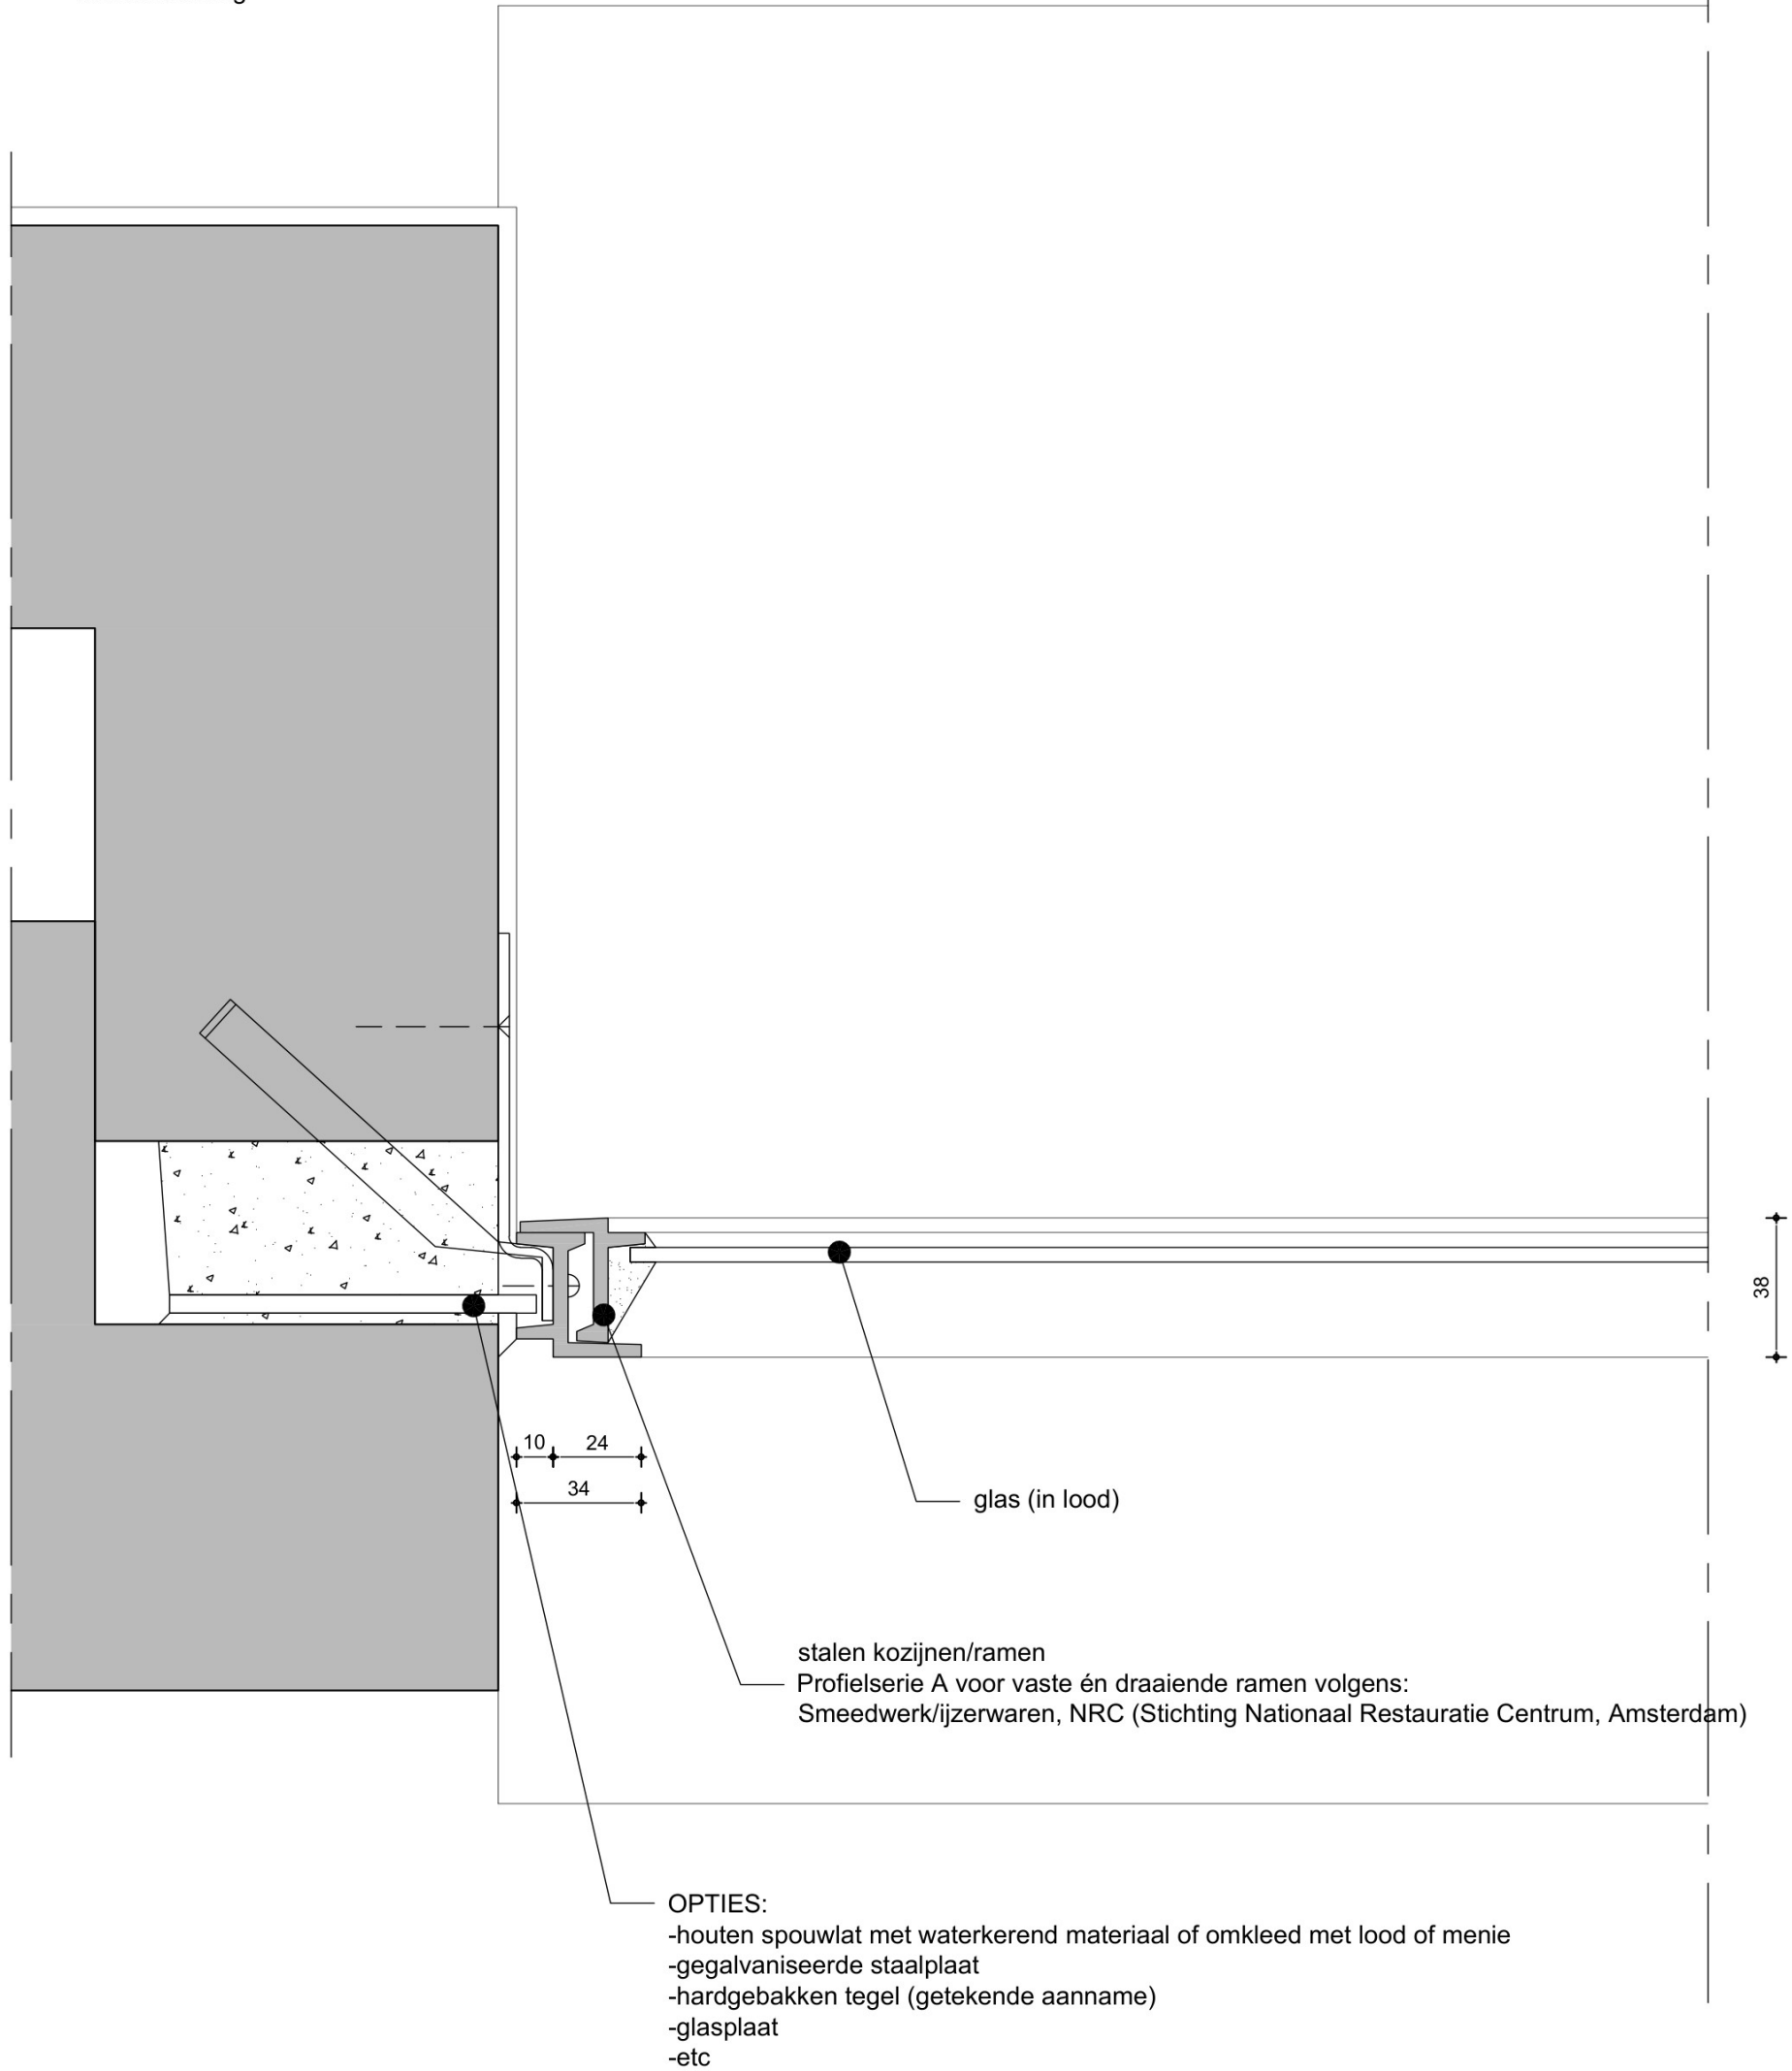 38
10
24
34
glas (in lood)
stalen kozijnen/ramen
Profielserie A voor vaste én draaiende ramen volgens:
Smeedwerk/ijzerwaren, NRC (Stichting Nationaal Restauratie Centrum, Amsterdam)
OPTIES:
-houten spouwlat met waterkerend materiaal of omkleed met lood of menie
-gegalvaniseerde staalplaat
-hardgebakken tegel (getekende aanname)
-glasplaat
-etc